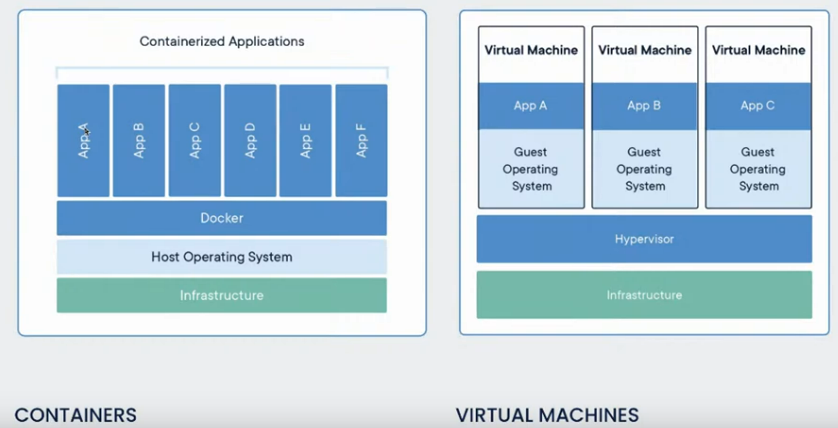 Containerized Applications
App A
App B
App C
App D
App E
App F
Docker
Host Operating System
Infrastructure
CONTAINERS
Virtual Machine
Virtual Machine
Virtual Machine
App A
App B
App C
Guest
Operating
System
Guest
Operating
System
Guest
Operating
System
Hypervisor
Infrastructure
VIRTUAL MACHINES